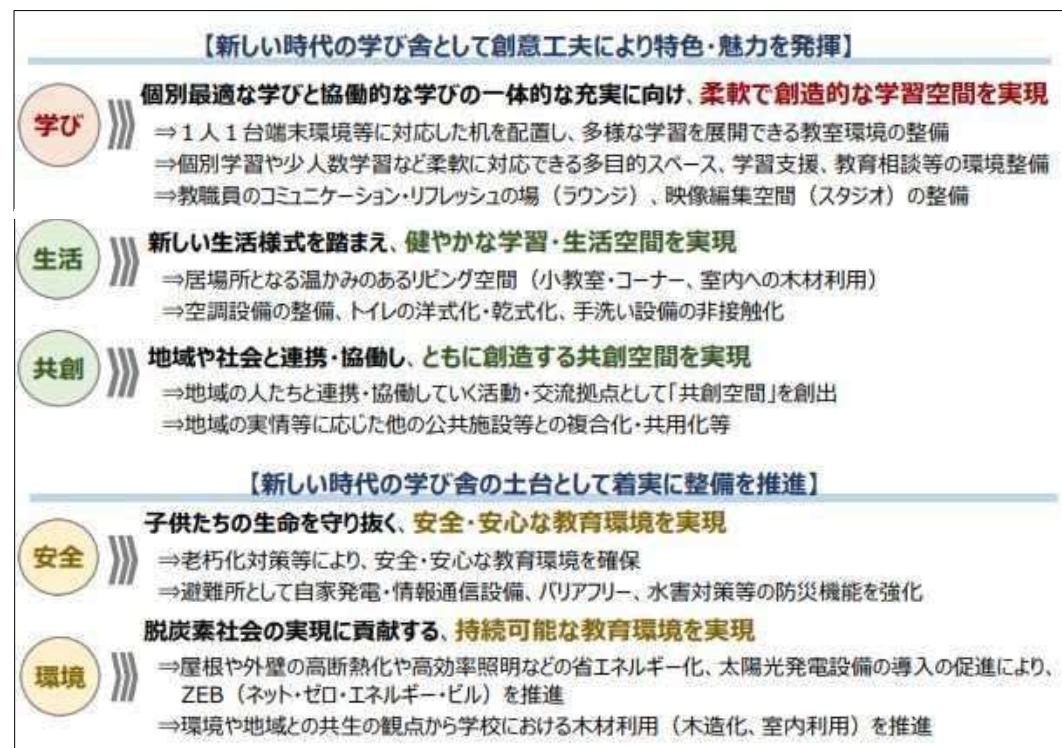 【新しい時代の学び舎として創意工夫により特色・魅力を発揮】
学び
個別最適な学びと協働的な学びの一体的な充実に向け、柔軟で創造的な学習空間を実現
⇒1人1台端末環境等に対応した机を配置し、多様な学習を展開できる教室環境の整備
⇒個別学習や少人数学習など柔軟に対応できる多目的スペース、学習支援、教育相談等の環境整備
⇒教職員のコミュニケーション・リフレッシュの場（ラウンジ）、映像編集空間（スタジオ）の整備
生活
新しい生活様式を踏まえ、健やかな学習・生活空間を実現
⇒居場所となる温かみのあるリビング空間（小教室・コーナー、室内への木材利用）
⇒空調設備の整備、トイレの洋式化・乾式化、手洗い設備の非接触化
共創
地域や社会と連携・協働し、ともに創造する共創空間を実現
⇒地域の人たちと連携・協働していく活動・交流拠点として「共創空間」を創出
⇒地域の実情等に応じた他の公共施設等との複合化・共用化等
【新しい時代の学び舎の土台として着実に整備を推進】
安全
子供たちの生命を守り抜く、安全・安心な教育環境を実現
⇒老朽化対策等により、安全・安心な教育環境を確保
⇒避難所として自家発電・情報通信設備、バリアフリー、水害対策等の防災機能を強化
環境
脱炭素社会の実現に貢献する、持続可能な教育環境を実現
⇒屋根や外壁の高断熱化や高効率照明などの省エネルギー化、太陽光発電設備の導入の促進により、
ZEB（ネット・ゼロ・エネルギー・ビル）を推進
⇒環境や地域との共生の観点から学校における木材利用（木造化、室内利用）を推進